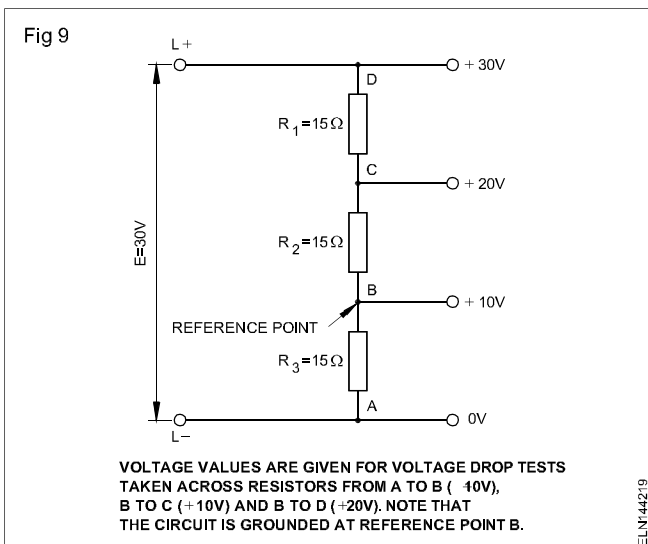 Fig 9
L+
D
+ 30V
R1=15Ω
C
+ 20V
E=30V
R2=15Ω
B
+ 10V
REFERENCE POINT
R3=15Ω
A
0V
L−
VOLTAGE VALUES ARE GIVEN FOR VOLTAGE DROP TESTS
TAKEN ACROSS RESISTORS FROM A TO B ( 10V),
B TO C (+10V) AND B TO D (+20V). NOTE THAT
THE CIRCUIT IS GROUNDED AT REFERENCE POINT B.
ELN144219